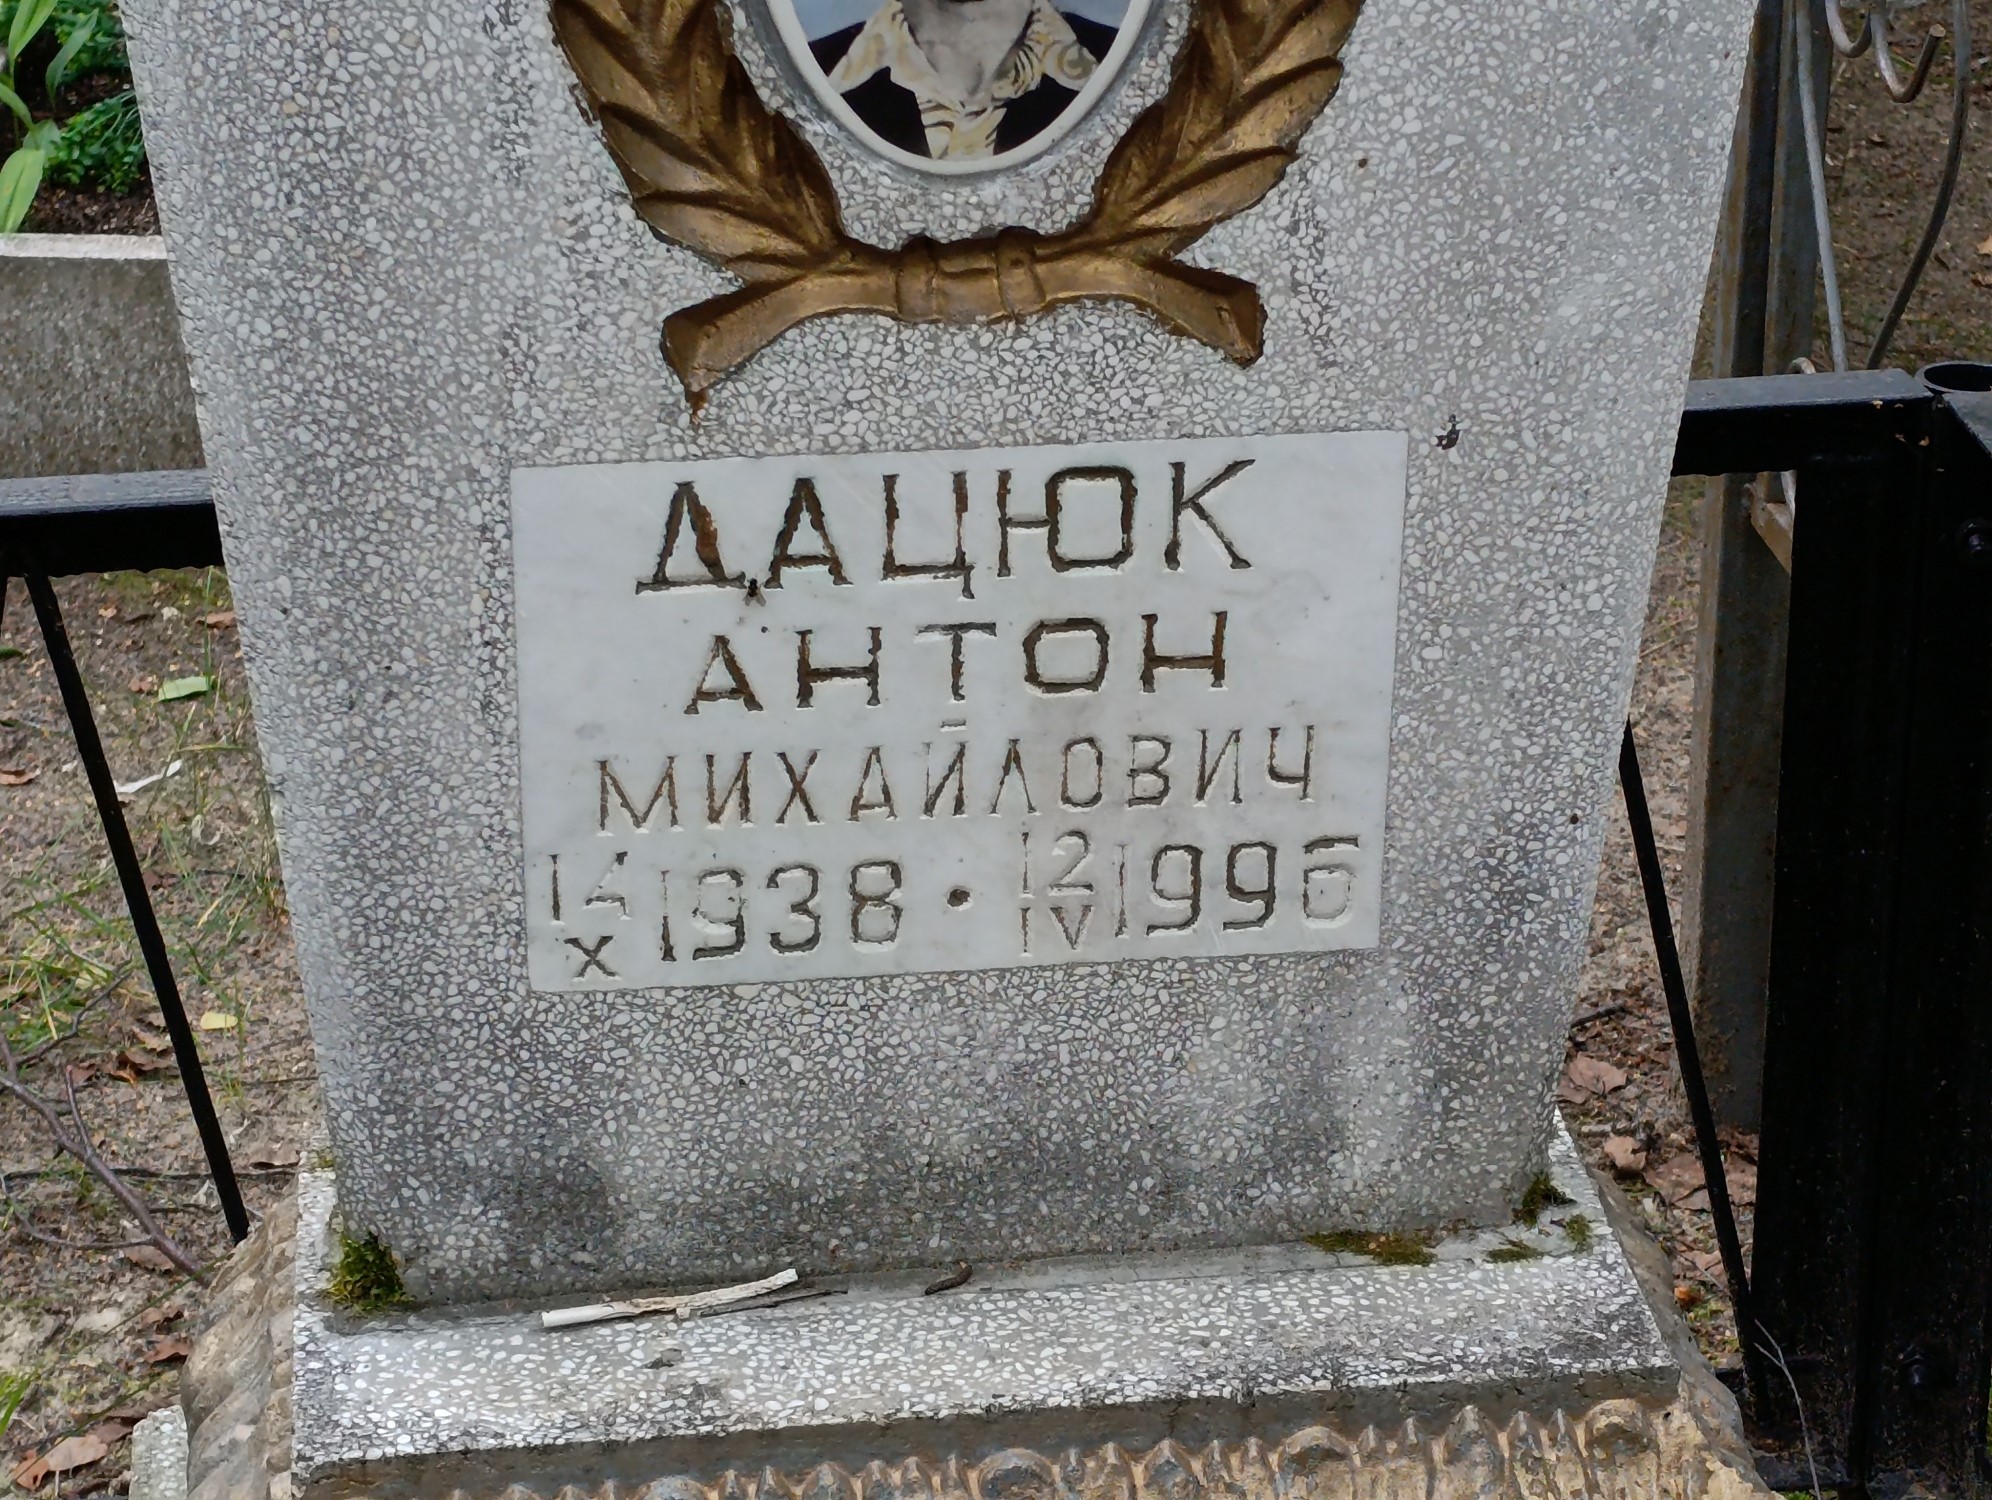 ДАЦЮК
АНТОН
МИХАЙЛОВИЧ
14/X 1938 • 12/IV 1996